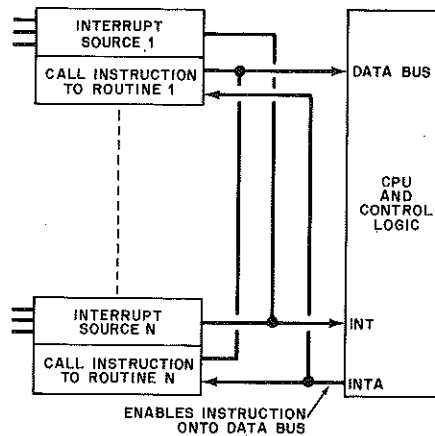 INTERRUPT
SOURCE 1
CALL INSTRUCTION
TO ROUTINE 1
DATA BUS
CPU
AND
CONTROL
LOGIC
INTERRUPT
SOURCE N
INT
CALL INSTRUCTION
TO ROUTINE N
INTA
ENABLES INSTRUCTION
ONTO DATA BUS